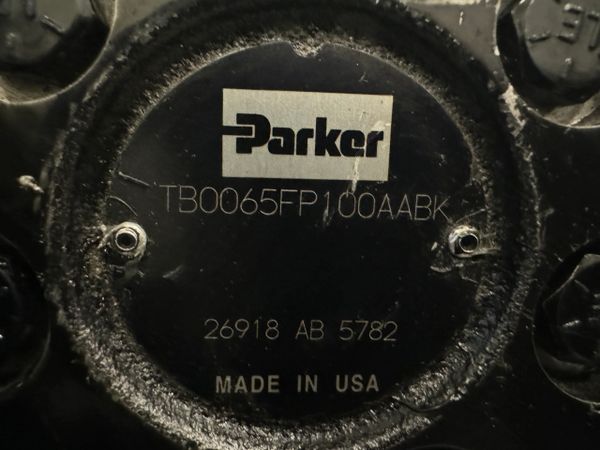 Parker
TB0065FP100AABK
26918 AB 5782
MADE IN USA